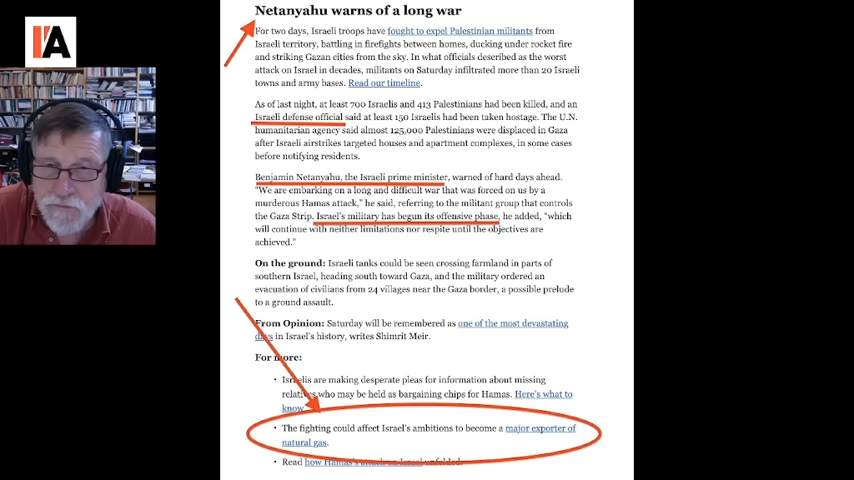 IA
Netanyahu warns of a long war
For two days, Israeli troops have fought to expel Palestinian militants from
Israeli territory, battling in firefights between homes, ducking under rocket fire
and striking Gazan cities from the sky. In what officials described as the worst
attack on Israel in decades, militants on Saturday infiltrated more than 20 Israeli
towns and army bases. Read our timeline.
As of last night, at least 700 Israelis and 413 Palestinians had been killed, and an
Israeli defense official said at least 150 Israelis had been taken hostage. The U.N.
humanitarian agency said almost 125,000 Palestinians were displaced in Gaza
after Israeli airstrikes targeted houses and apartment complexes, in some cases
before notifying residents.
Benjamin Netanyahu, the Israeli prime minister, warned of hard days ahead.
“We are embarking on a long and difficult war that was forced on us by a
murderous Hamas attack,” he said, referring to the militant group that controls
the Gaza Strip. Israel’s military has begun its offensive phase, he added, “which
will continue with neither limitations nor respite until the objectives are
achieved.”
On the ground: Israeli tanks could be seen crossing farmland in parts of
southern Israel, heading south toward Gaza, and the military ordered an
evacuation of civilians from 24 villages near the Gaza border, a possible prelude
to a ground assault.
From Opinion: Saturday will be remembered as one of the most devastating
days in Israel’s history, writes Shimrit Meir.
For more:
• Israelis are making desperate pleas for information about missing
relatives who may be held as bargaining chips for Hamas. Here’s what to
know.
• The fighting could affect Israel’s ambitions to become a major exporter of
natural gas.
• Read how Hamas’s attack on Israel unfolded.